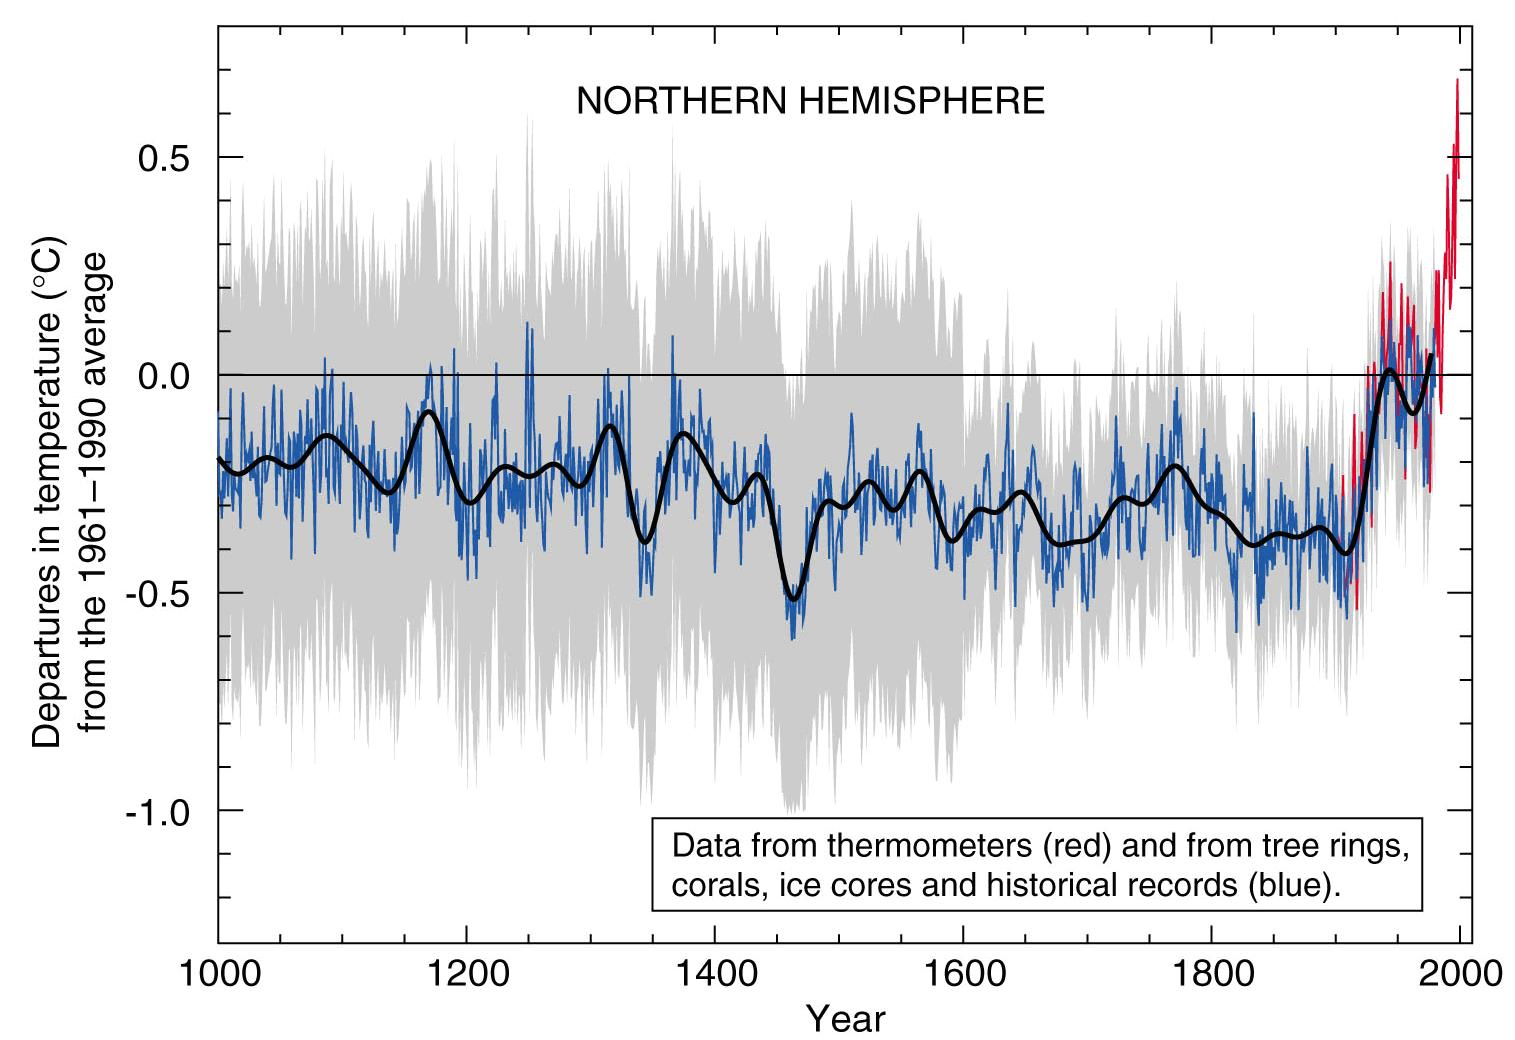 NORTHERN HEMISPHERE
Departures in temperature (°C)
from the 1961–1990 average
0.5
0.0
-0.5
-1.0
Data from thermometers (red) and from tree rings,
corals, ice cores and historical records (blue).
1000 1200 1400 1600 1800 2000
Year